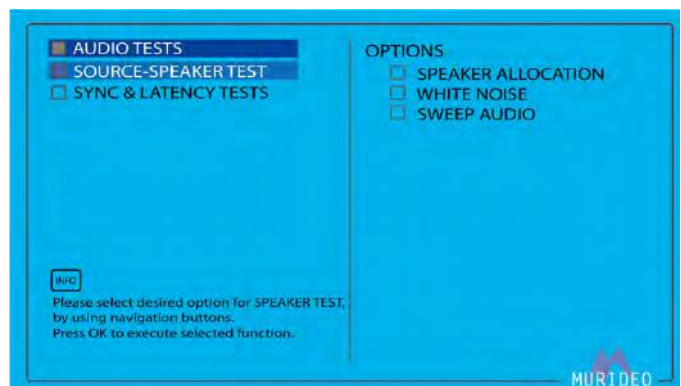 AUDIO TESTS
SOURCE-SPEAKER TEST
SYNC & LATENCY TESTS
INFO
Please select desired option for SPEAKER TEST,
by using navigation buttons.
Press OK to execute selected function.
OPTIONS
SPEAKER ALLOCATION
WHITE NOISE
SWEEP AUDIO
MURIDEO